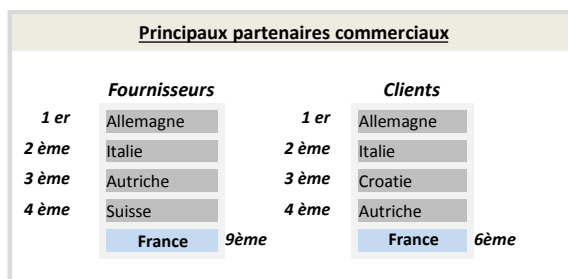 Principaux partenaires commerciaux
Fournisseurs Clients
1 er Allemagne 1 er Allemagne
2 ème Italie 2 ème Italie
3 ème Autriche 3 ème Croatie
4 ème Suisse 4 ème Autriche
France 9ème France 6ème